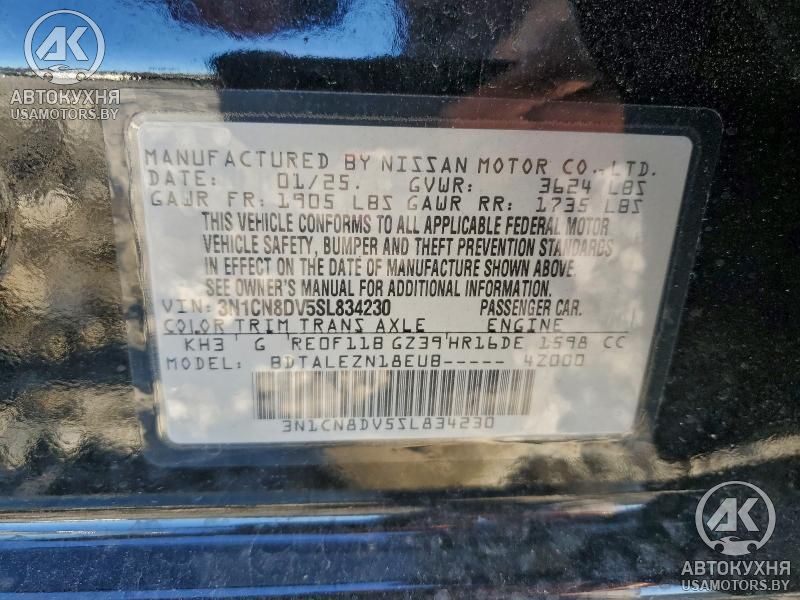 AK
АВТОКУХНЯ
USAMOTORS.BY
MANUFACTURED BY NISSAN MOTOR CO.,LTD.
DATE: 01/25. GVWR: 3624 LBS
GAWR FR: 1905 LBS GAWR RR: 1735 LBS
THIS VEHICLE CONFORMS TO ALL APPLICABLE FEDERAL MOTOR
VEHICLE SAFETY, BUMPER AND THEFT PREVENTION STANDARDS
IN EFFECT ON THE DATE OF MANUFACTURE SHOWN ABOVE.
SEE OWNER'S MANUAL FOR ADDITIONAL INFORMATION.
VIN: 3N1CN8DV5SL834230 PASSENGER CAR.
COLOR TRIM TRANS AXLE ENGINE
KH3 G RE0F11B GZ39 HR16DE 1598 CC
MODEL: BDTALEZN18EUB----- 4Z000
3N1CN8DV5SL834230
AK
АВТОКУХНЯ
USAMOTORS.BY